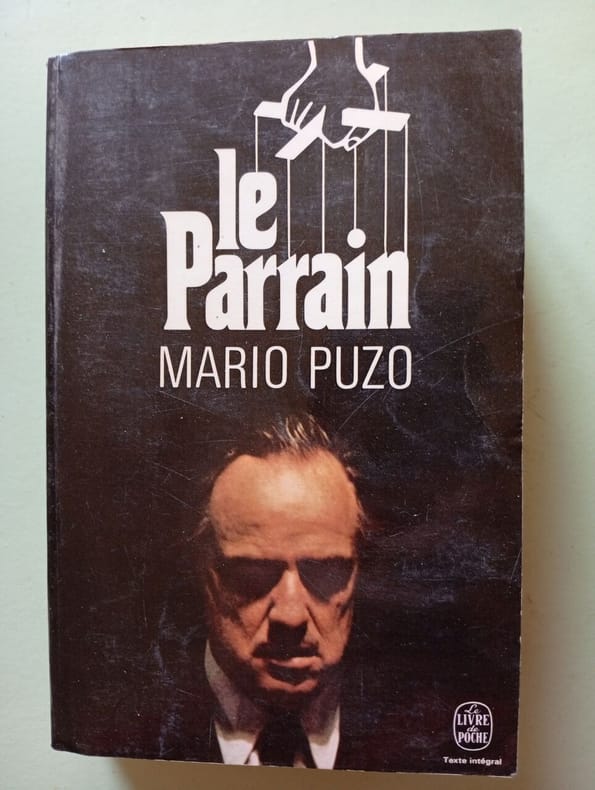 le
Parrain
MARIO PUZO
Le
LIVRE
de
POCHE
Texte intégral